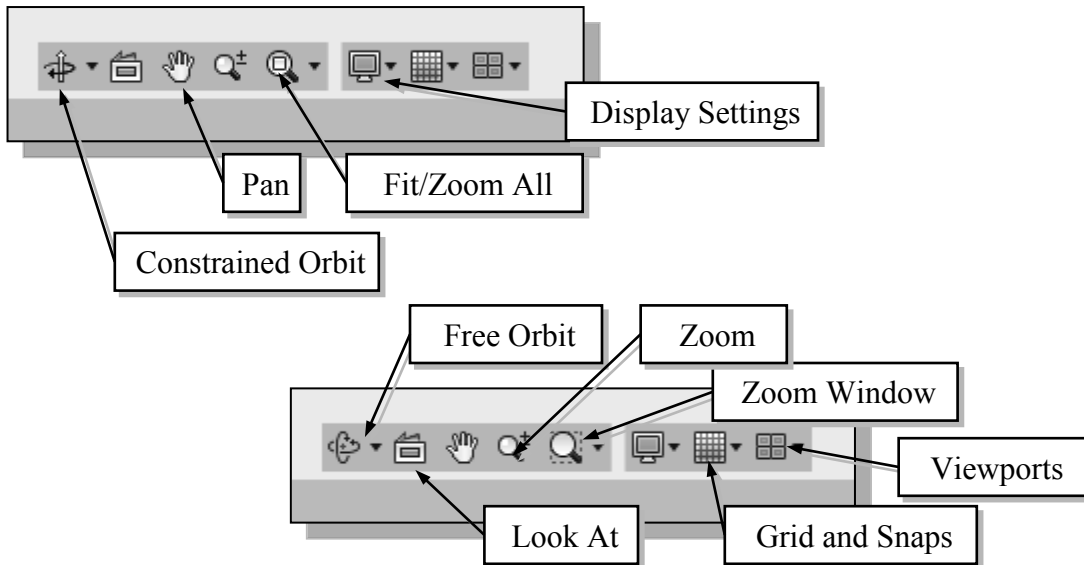 Display Settings
Pan
Fit/Zoom All
Constrained Orbit
Free Orbit
Zoom
Zoom Window
Viewports
Look At
Grid and Snaps